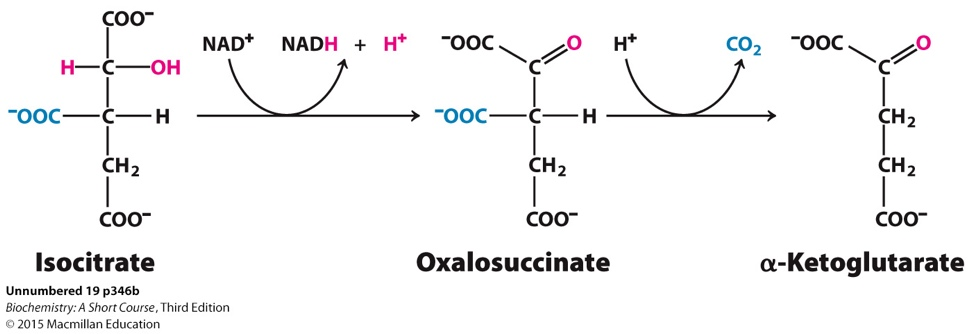 COO⁻
H—C—OH
⁻OOC—C—H
CH₂
COO⁻
Isocitrate
NAD⁺ NADH + H⁺
⁻OOC O
C
⁻OOC—C—H
CH₂
COO⁻
Oxalosuccinate
H⁺ CO₂
⁻OOC O
C
CH₂
CH₂
COO⁻
α-Ketoglutarate
Unnumbered 19 p346b
Biochemistry: A Short Course, Third Edition
© 2015 Macmillan Education